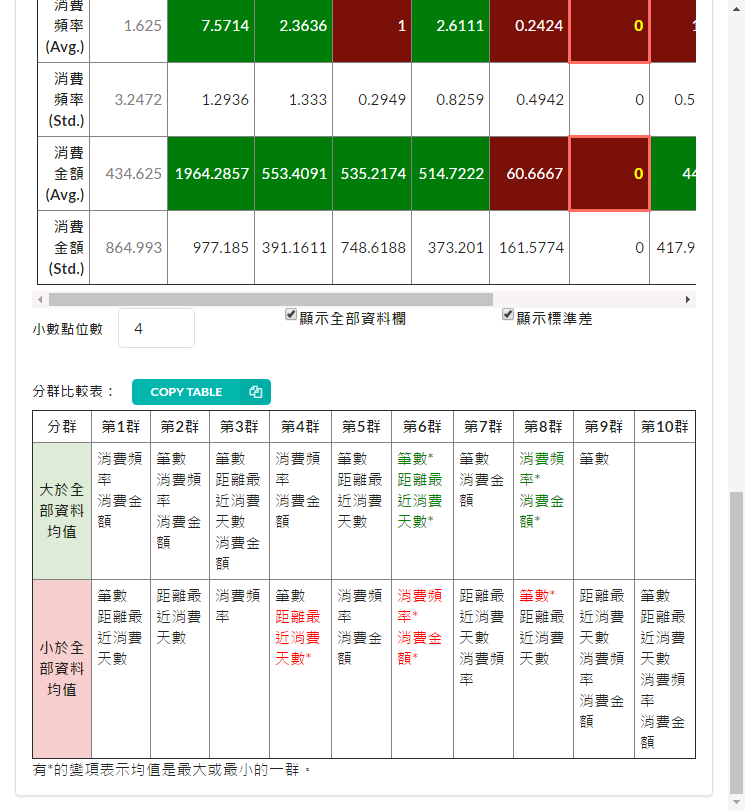 消費
頻率 1.625 7.5714 2.3636 1 2.6111 0.2424 0
(Avg.)
消費
頻率 3.2472 1.2936 1.333 0.2949 0.8259 0.4942 0 0.5
(Std.)
消費
金額 434.625 1964.2857 553.4091 535.2174 514.7222 60.6667 0 44
(Avg.)
消費
金額 864.993 977.185 391.1611 748.6188 373.201 161.5774 0 417.9
(Std.)
小數點位數 4 顯示全部資料欄 顯示標準差
分群比較表： COPY TABLE
分群 第1群 第2群 第3群 第4群 第5群 第6群 第7群 第8群 第9群 第10群
大於全
部資料
均值
消費頻
率
消費金
額
筆數
消費頻
率
消費金
額
筆數
距離最
近消費
天數
消費金
額
消費頻
率
消費金
額
筆數
距離最
近消費
天數
筆數*
距離最
近消費
天數*
筆數
消費金
額
消費頻
率*
消費金
額*
筆數
小於全
部資料
均值
筆數
距離最
近消費
天數
距離最
近消費
天數
消費頻
率
筆數
距離最
近消費
天數*
消費頻
率
消費金
額
消費頻
率*
消費金
額*
距離最
近消費
天數
消費頻
率
筆數*
距離最
近消費
天數
距離最
近消費
天數
消費頻
率
消費金
額
筆數
距離最
近消費
天數
消費頻
率
消費金
額
有*的變項表示均值是最大或最小的一群。